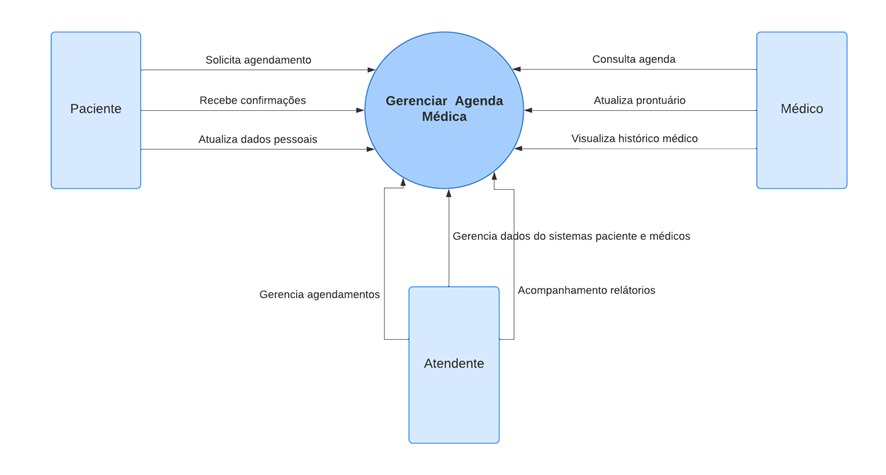 Solicita agendamento
Consulta agenda
Gerenciar Agenda
Médica
Paciente
Recebe confirmações
Atualiza prontuário
Médico
Atualiza dados pessoais
Visualiza histórico médico
Gerencia dados do sistemas paciente e médicos
Gerencia agendamentos
Acompanhamento relátorios
Atendente